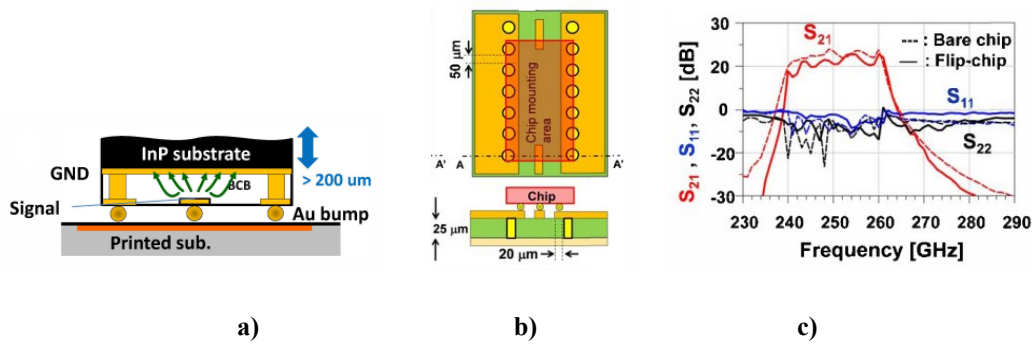 InP substrate
GND
BCB
> 200 um
Signal
Au bump
Printed sub.
a)
50 μm
Chip mounting
area
A' A A'
Chip
25 μm
20 μm
b)
S21, S11, S22 [dB]
30
20
10
0
-10
-20
-30
S21
----: Bare chip
—: Flip-chip
S11
S22
230 240 250 260 270 280 290
Frequency [GHz]
c)